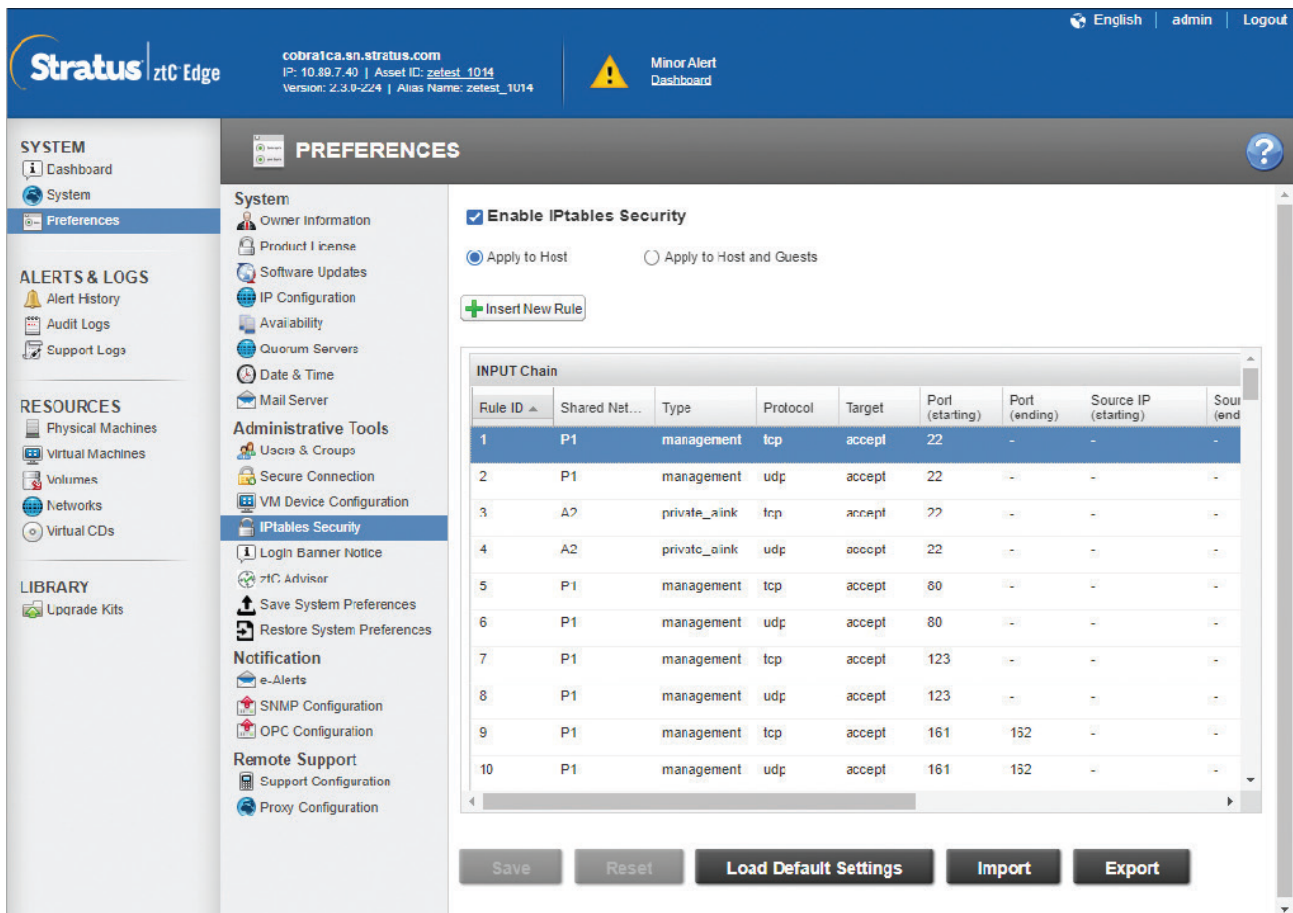 English | admin | Logout
Stratus ztC Edge
cobra1ca.sn.stratus.com
IP: 10.89.7.40 | Asset ID: zetest_1014
Version: 2.3.0-224 | Alias Name: zetest_1014
Minor Alert
Dashboard
SYSTEM
Dashboard
System
Preferences
ALERTS & LOGS
Alert History
Audit Logs
Support Logs
RESOURCES
Physical Machines
Virtual Machines
Volumes
Networks
Virtual CDs
LIBRARY
Upgrade Kits
PREFERENCES
?
System
Owner Information
Product License
Software Updates
IP Configuration
Availability
Quorum Servers
Date & Time
Mail Server
Administrative Tools
Users & Groups
Secure Connection
VM Device Configuration
IPtables Security
Login Banner Notice
ztC Advisor
Save System Preferences
Restore System Preferences
Notification
e-Alerts
SNMP Configuration
OPC Configuration
Remote Support
Support Configuration
Proxy Configuration
Enable IPtables Security
Apply to Host Apply to Host and Guests
Insert New Rule
INPUT Chain
Rule ID Shared Net... Type Protocol Target Port (starting) Port (ending) Source IP (starting) Sour (end
1 P1 management tcp accept 22 - - -
2 P1 management udp accept 22 - - -
3 A2 private_alink tcp accept 22 - - -
4 A2 private_alink udp accept 22 - - -
5 P1 management tcp accept 80 - - -
6 P1 management udp accept 80 - - -
7 P1 management tcp accept 123 - - -
8 P1 management udp accept 123 - - -
9 P1 management tcp accept 161 162 - -
10 P1 management udp accept 161 162 - -
Save Reset Load Default Settings Import Export